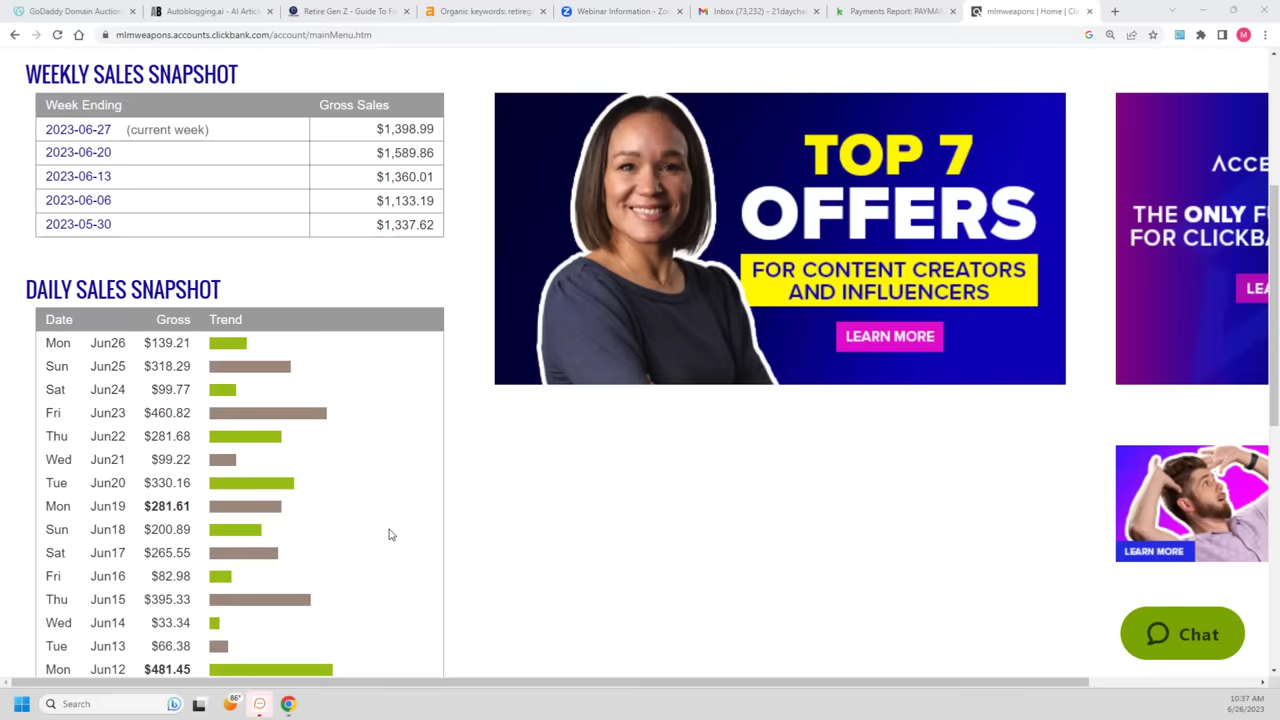 GoDaddy Domain Auction
Autoblogging.ai - AI Article
Retire Gen Z - Guide To Fi
Organic keywords: retireg
Webinar Information - Zoo
Inbox (73,232) - 21daych
Payments Report: PAYMA
mlmweapons | Home | Cli
mlmweapons.accounts.clickbank.com/account/mainMenu.htm
M
WEEKLY SALES SNAPSHOT
Week Ending Gross Sales
2023-06-27 (current week) $1,398.99
2023-06-20 $1,589.86
2023-06-13 $1,360.01
2023-06-06 $1,133.19
2023-05-30 $1,337.62
TOP 7
OFFERS
FOR CONTENT CREATORS
AND INFLUENCERS
LEARN MORE
ACCE
THE ONLY F
FOR CLICKBA
LEA
DAILY SALES SNAPSHOT
Date Gross Trend
Mon Jun26 $139.21
Sun Jun25 $318.29
Sat Jun24 $99.77
Fri Jun23 $460.82
Thu Jun22 $281.68
Wed Jun21 $99.22
Tue Jun20 $330.16
Mon Jun19 $281.61
Sun Jun18 $200.89
Sat Jun17 $265.55
Fri Jun16 $82.98
Thu Jun15 $395.33
Wed Jun14 $33.34
Tue Jun13 $66.38
Mon Jun12 $481.45
LEARN MORE
Chat
Search
86°
10:37 AM
6/26/2023